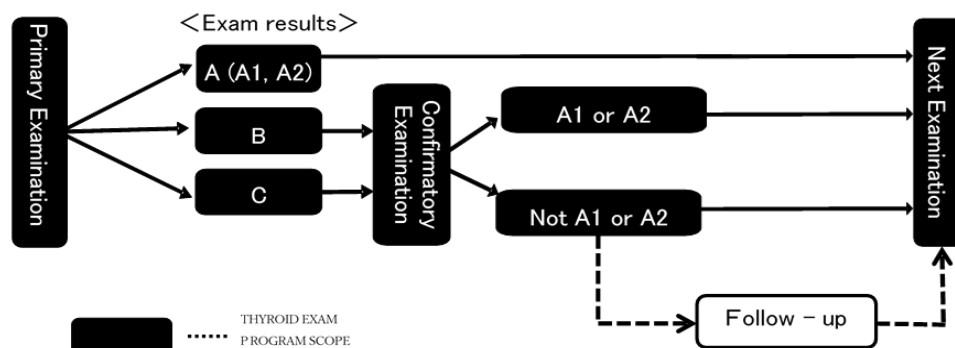 <Exam results>
Primary Examination
A (A1, A2)
B
C
Confirmatory
Examination
A1 or A2
Not A1 or A2
Follow - up
Next Examination
THYROID EXAM
PROGRAM SCOPE